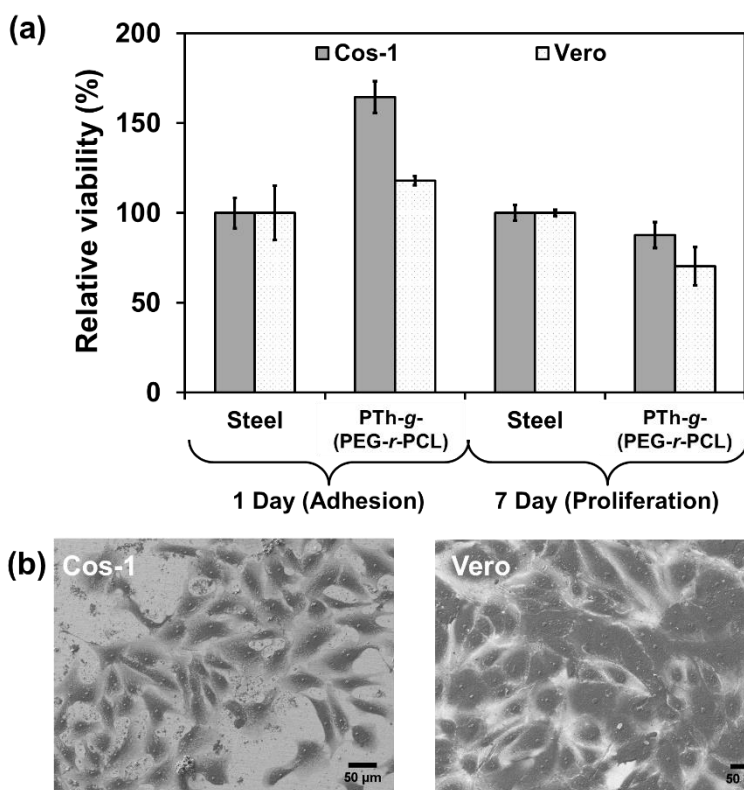 (a)
200
150
100
50
0
Relative viability (%)
Cos-1 Vero
Steel PTh-g-(PEG-r-PCL) Steel PTh-g-(PEG-r-PCL)
1 Day (Adhesion) 7 Day (Proliferation)
(b)
Cos-1
50 µm
Vero
50